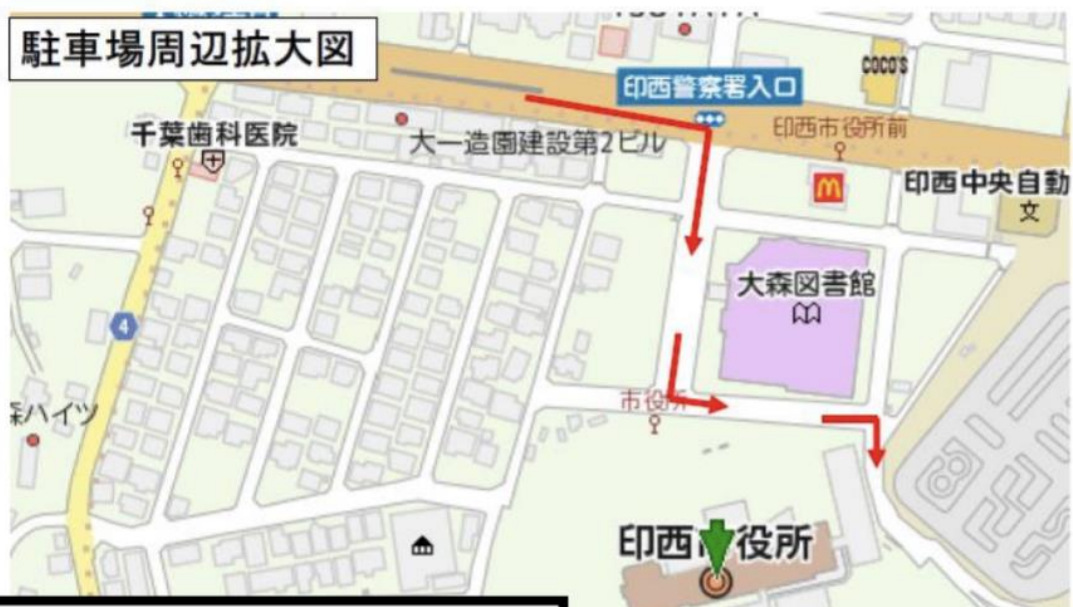 駐車場周辺拡大図
COCO'S
印西警察署入口
印西市役所前
千葉歯科医院
大一造園建設第2ビル
印西中央自動
文
大森図書館
4
市役所
森ハイツ
印西市役所